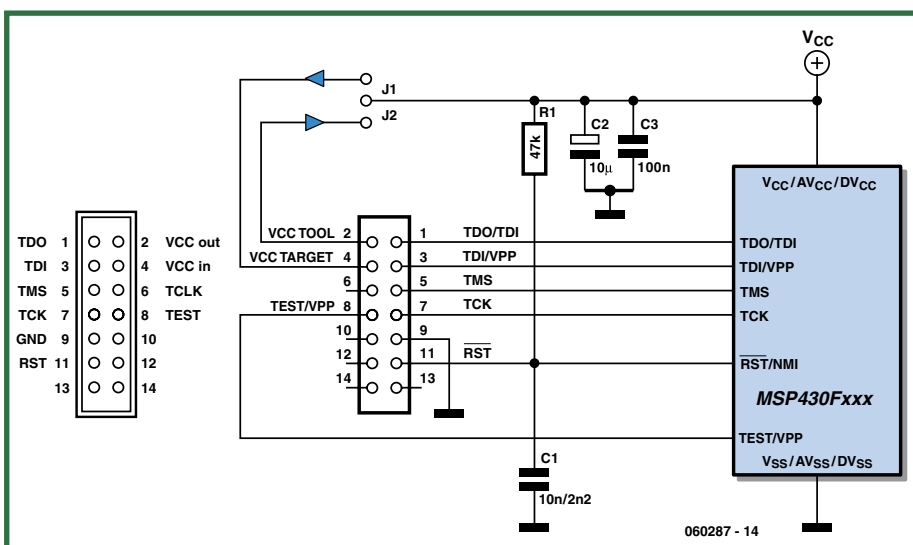 VCC
J1
J2
R1
47k
C2
10µ
C3
100n
VCC/AVCC/DVCC
TDO 1 2 VCC out
TDI 3 4 VCC in
TMS 5 6 TCLK
TCK 7 8 TEST
GND 9 10
RST 11 12
13 14
VCC TOOL 2 1 TDO/TDI TDO/TDI
VCC TARGET 4 3 TDI/VPP TDI/VPP
6 5 TMS TMS
TEST/VPP 8 7 TCK TCK
10 9
12 11 RST RST/NMI
14 13
MSP430Fxxx
TEST/VPP
C1
10n/2n2
VSS/AVSS/DVSS
060287 - 14